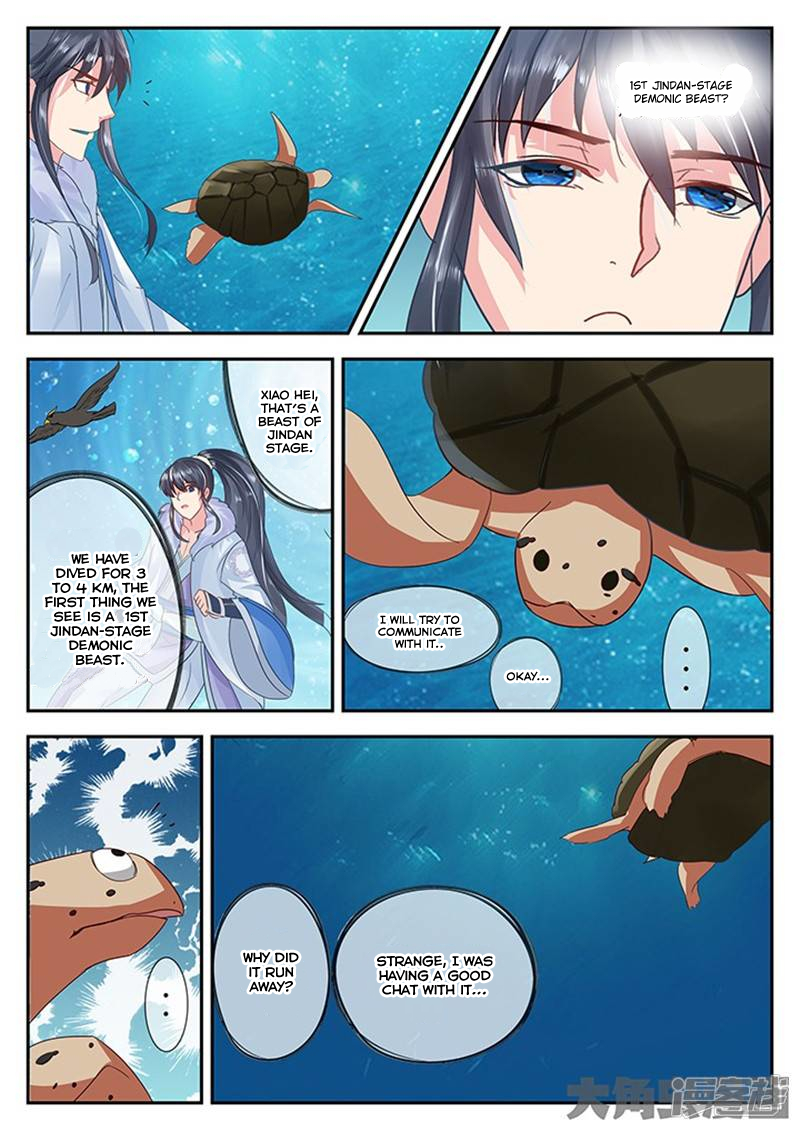 1ST JINDAN-STAGE
DEMONIC BEAST?
XIAO HEI,
THAT'S A
BEAST OF
JINDAN
STAGE.
WE HAVE
DIVED FOR 3
TO 4 KM, THE
FIRST THING WE
SEE IS A 1ST
JINDAN-STAGE
DEMONIC
BEAST.
I WILL TRY TO
COMMUNICATE
WITH IT..
OKAY...
...
...
WHY DID
IT RUN
AWAY?
STRANGE, I WAS
HAVING A GOOD
CHAT WITH IT...